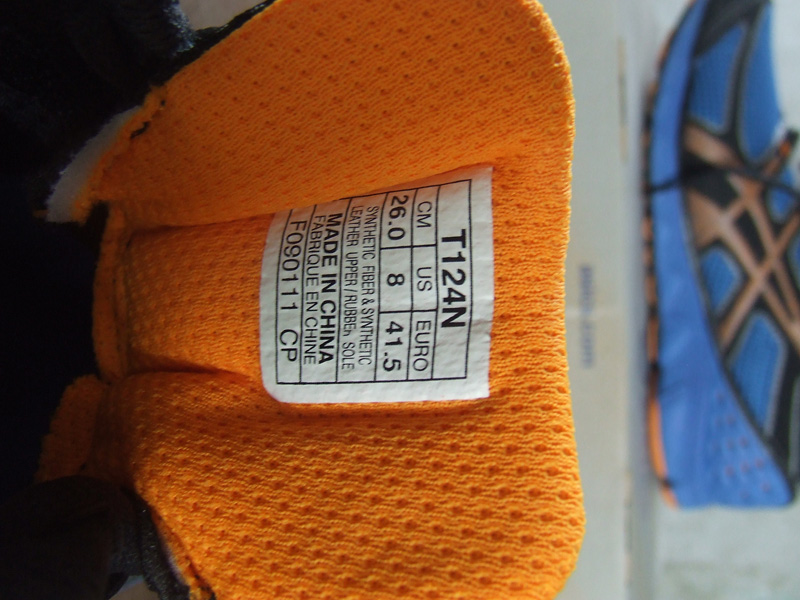 T124N
CM US EURO
26.0 8 41.5
SYNTHETIC FIBER & SYNTHETIC
LEATHER UPPER / RUBBER SOLE
MADE IN CHINA
FABRIQUE EN CHINE
F090111 CP